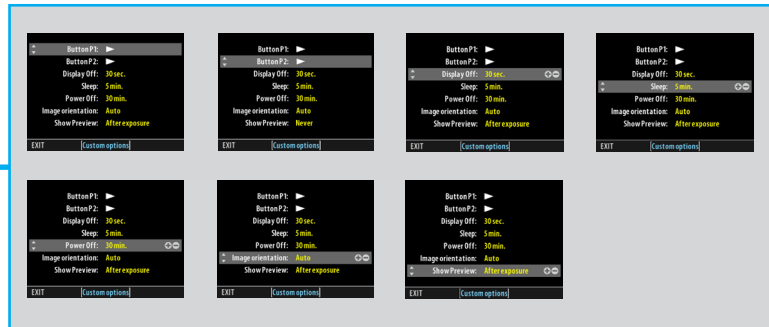 Button P1:
Button P2:
Display Off: 30 sec.
Sleep: 5 min.
Power Off: 30 min.
Image orientation: Auto
Show Preview: After exposure
EXIT Custom options
Button P1:
Button P2:
Display Off: 30 sec.
Sleep: 5 min.
Power Off: 30 min.
Image orientation: Auto
Show Preview: Never
EXIT Custom options
Button P1:
Button P2:
Display Off: 30 sec.
Sleep: 5 min.
Power Off: 30 min.
Image orientation: Auto
Show Preview: After exposure
EXIT Custom options
Button P1:
Button P2:
Display Off: 30 sec.
Sleep: 5 min.
Power Off: 30 min.
Image orientation: Auto
Show Preview: After exposure
EXIT Custom options
Button P1:
Button P2:
Display Off: 30 sec.
Sleep: 5 min.
Power Off: 30 min.
Image orientation: Auto
Show Preview: After exposure
EXIT Custom options
Button P1:
Button P2:
Display Off: 30 sec.
Sleep: 5 min.
Power Off: 30 min.
Image orientation: Auto
Show Preview: After exposure
EXIT Custom options
Button P1:
Button P2:
Display Off: 30 sec.
Sleep: 5 min.
Power Off: 30 min.
Image orientation: Auto
Show Preview: After exposure
EXIT Custom options